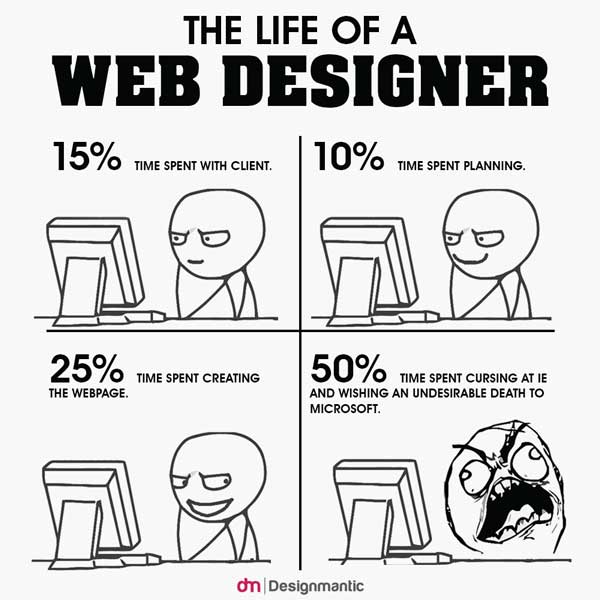 THE LIFE OF A
WEB DESIGNER
15% TIME SPENT WITH CLIENT.
10% TIME SPENT PLANNING.
25% TIME SPENT CREATING
THE WEBPAGE.
50% TIME SPENT CURSING AT IE
AND WISHING AN UNDESIRABLE DEATH TO
MICROSOFT.
dm Designmantic